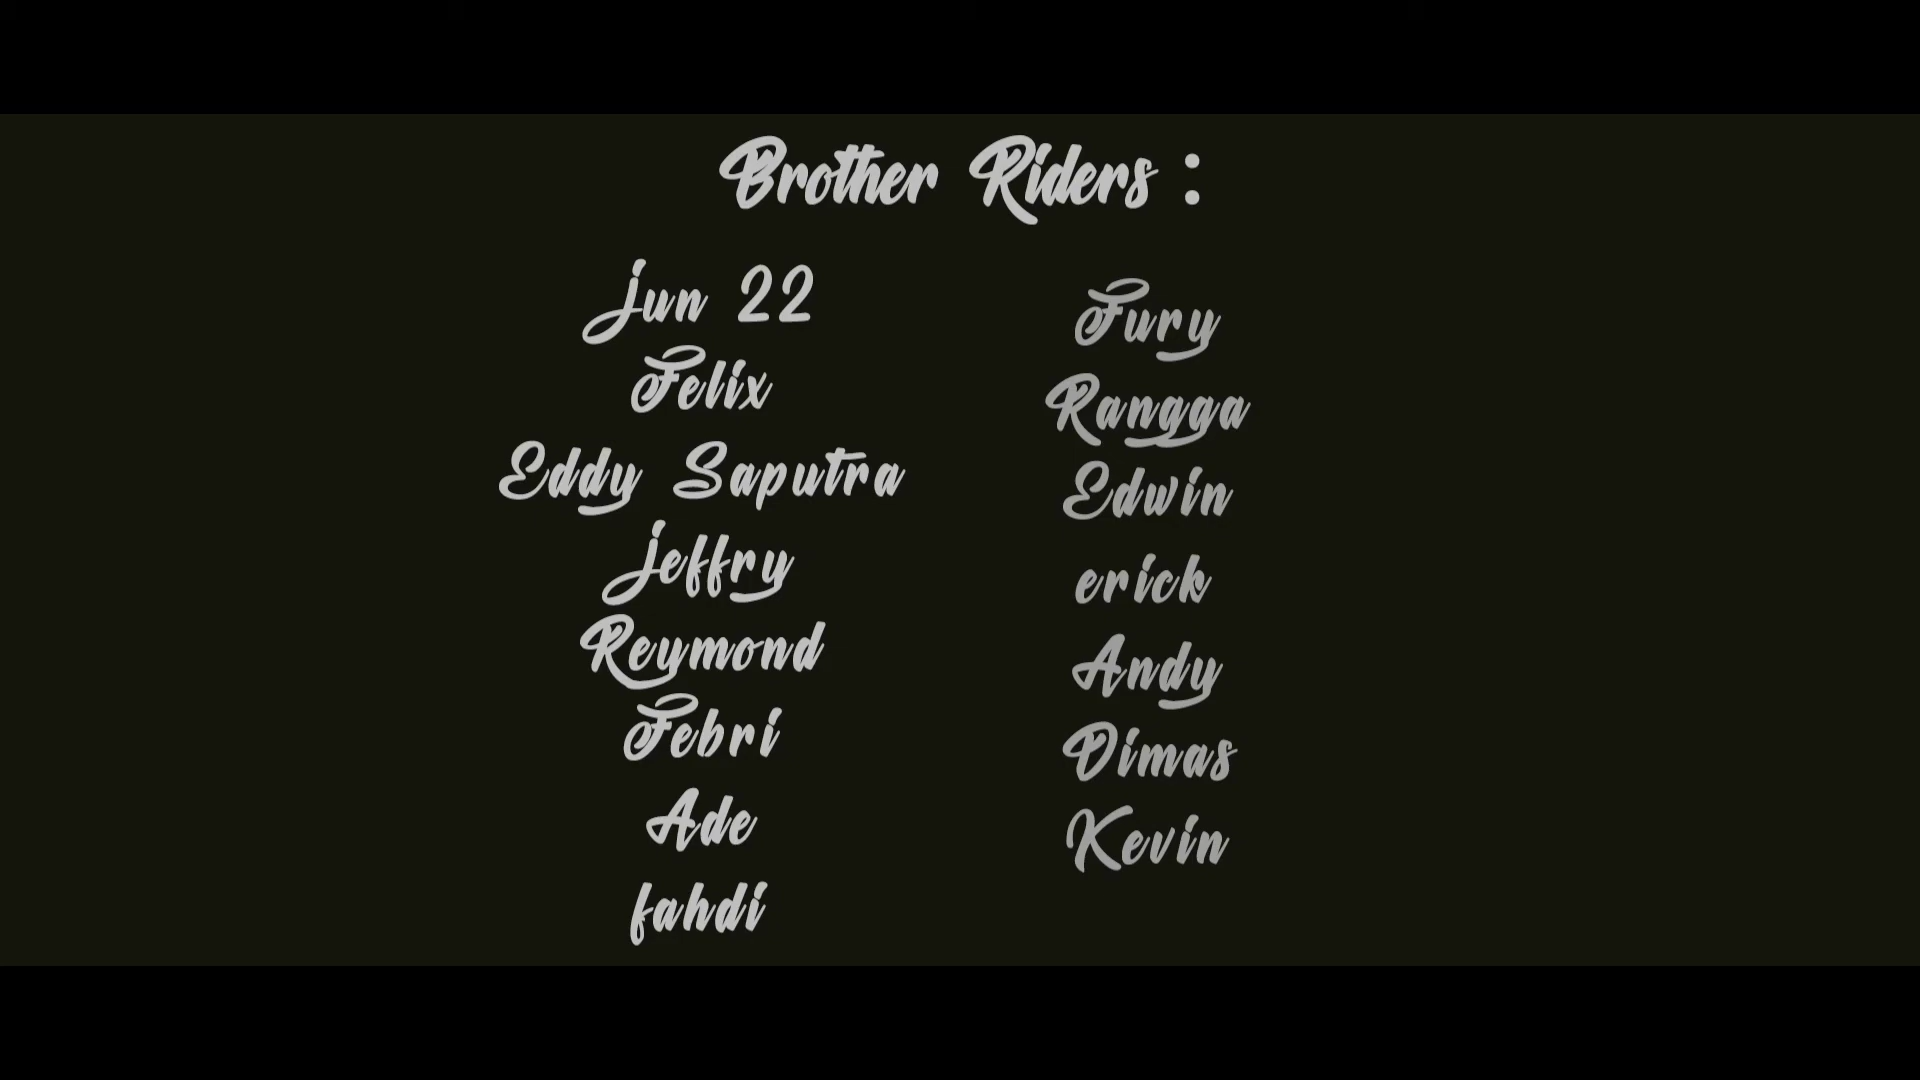 Brother Riders :
Jun 22
Felix
Eddy Saputra
Jeffry
Reymond
Febri
Ade
fahdi
Fury
Rangga
Edwin
erick
Andy
Dimas
Kevin